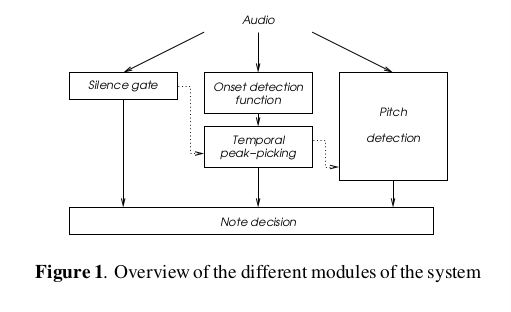 Audio
Silence gate
Onset detection
function
Temporal
peak-picking
Pitch
detection
Note decision
Figure 1. Overview of the different modules of the system